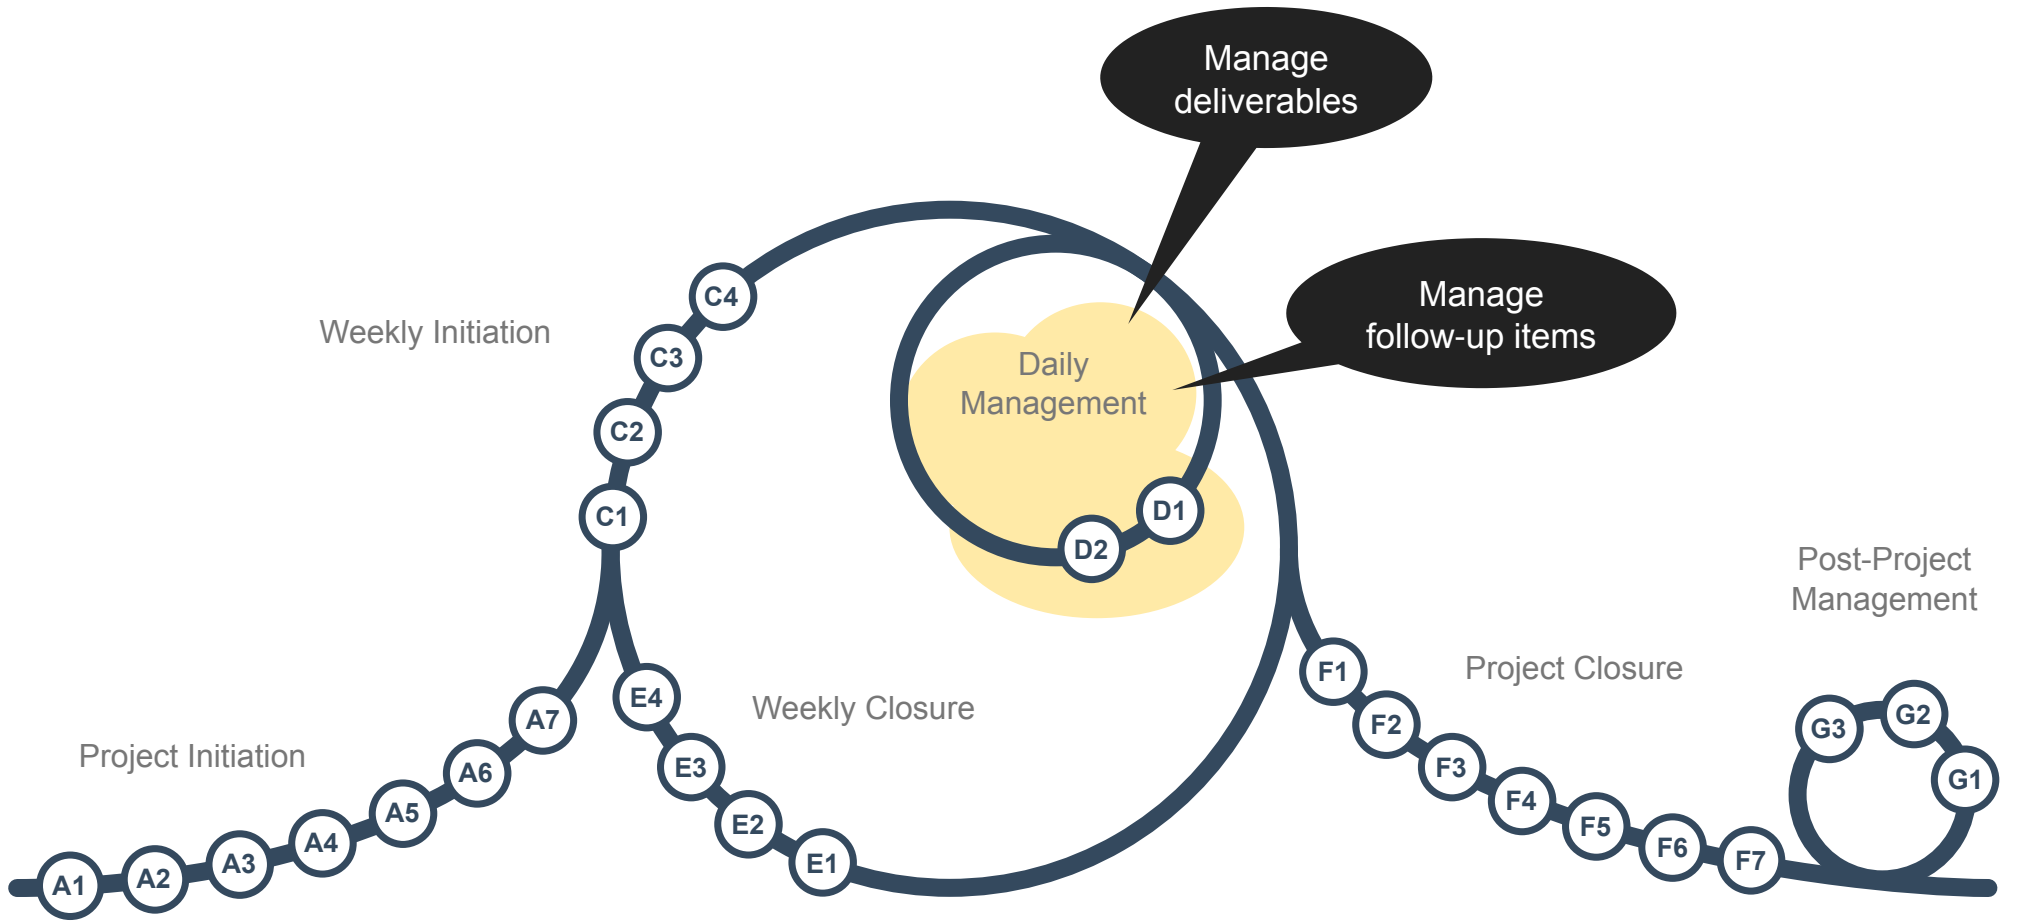 Manage
deliverables
Manage
follow-up items
Weekly Initiation
Daily
Management
C4
C3
C2
C1
D1
D2
Post-Project
Management
Project Closure
Weekly Closure
Project Initiation
A1
A2
A3
A4
A5
A6
A7
E4
E3
E2
E1
F1
F2
F3
F4
F5
F6
F7
G3
G2
G1